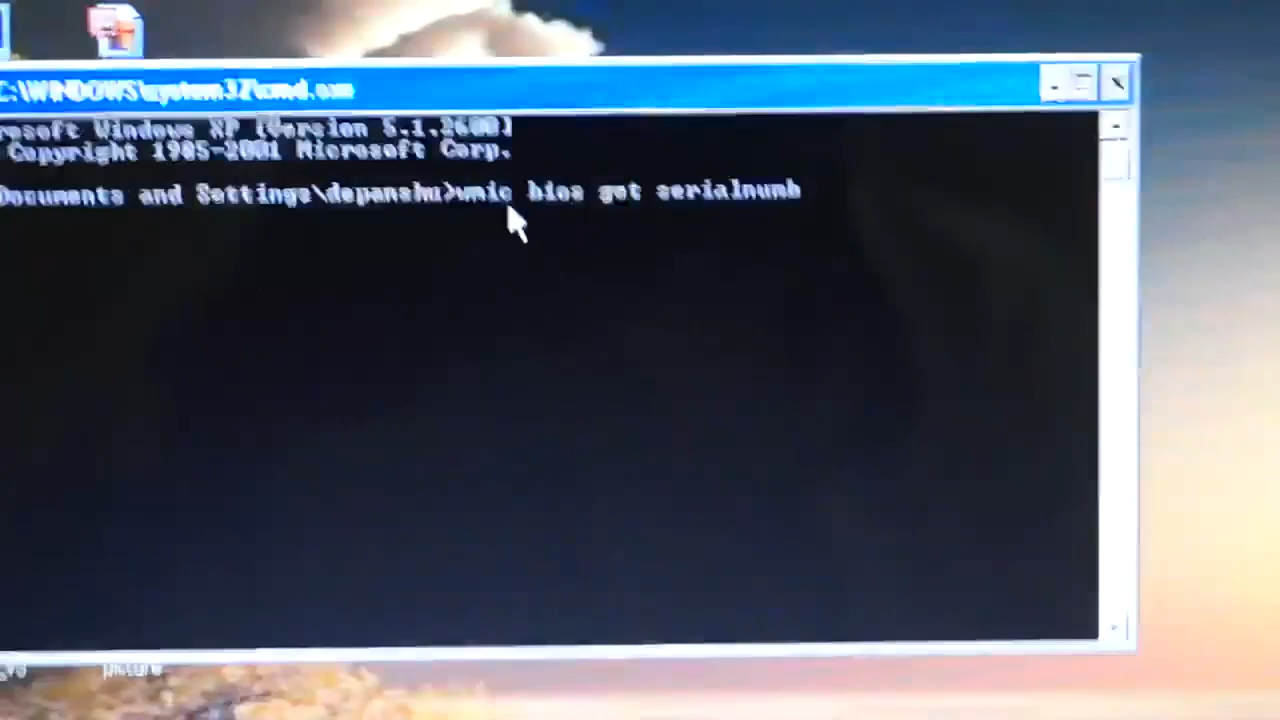 C:\WINDOWS\system32\cmd.exe
rosoft Windows XP [Version 5.1.2600]
Copyright 1985-2001 Microsoft Corp.
Documents and Settings\depanshu>wmic bios get serialnumb
picture